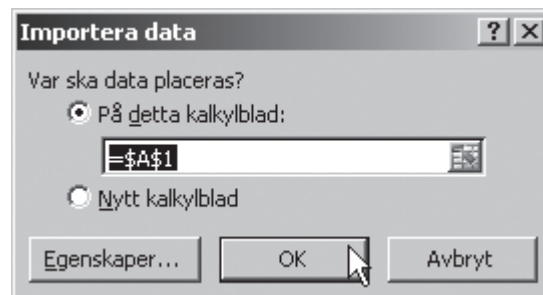 Importera data
Var ska data placeras?
På detta kalkylblad:
=$A$1
Nytt kalkylblad
Egenskaper... OK Avbryt